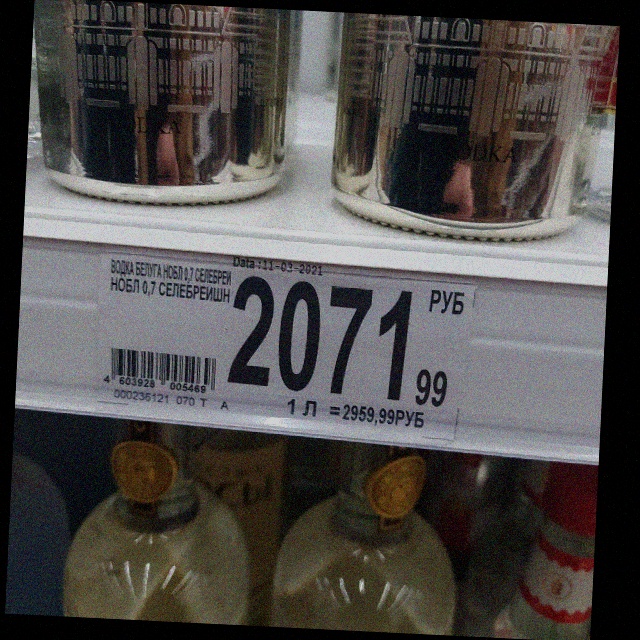 ВОДКА БЕЛУГА НОБЛ 0,7 СЕЛЕБРЕЙ
НОБЛ 0,7 СЕЛЕБРЕЙШН
Data:11-03-2021
2071 99 РУБ
4 603928 005469
000236121 070 Т А
1 Л =2959,99РУБ